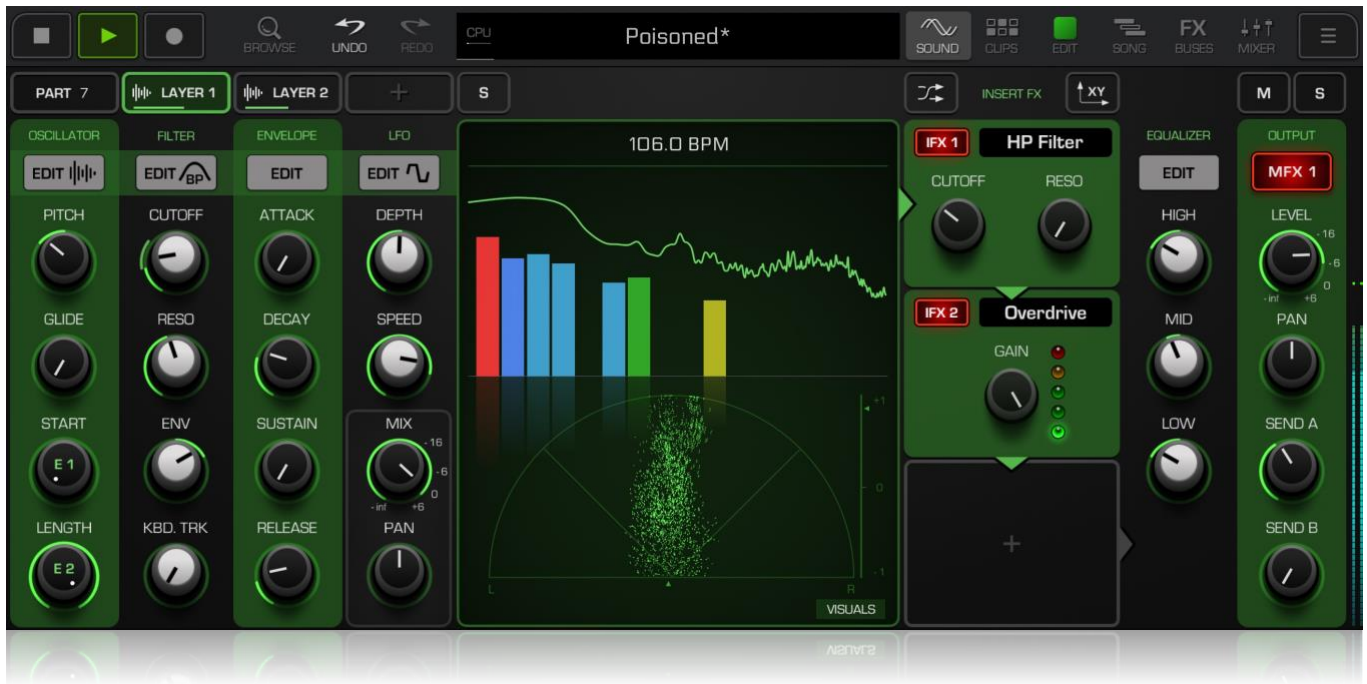 CPU
Poisoned*
BROWSE
UNDO
REDO
SOUND
CLIPS
EDIT
SONG
FX
BUSES
MIXER
PART 7
LAYER 1
LAYER 2
S
INSERT FX
XY
M
S
OSCILLATOR
FILTER
ENVELOPE
LFO
EDIT
EDIT BP
EDIT
EDIT
PITCH
CUTOFF
ATTACK
DEPTH
GLIDE
RESO
DECAY
SPEED
START
ENV
SUSTAIN
MIX
E 1
-16
-6
0
-inf +6
LENGTH
KBD. TRK
RELEASE
PAN
E 2
106.0 BPM
+1
0
-1
L
R
VISUALS
IFX 1
HP Filter
CUTOFF
RESO
IFX 2
Overdrive
GAIN
EQUALIZER
EDIT
HIGH
MID
LOW
OUTPUT
MFX 1
LEVEL
-16
-6
0
-inf +6
PAN
SEND A
SEND B
VISUALS